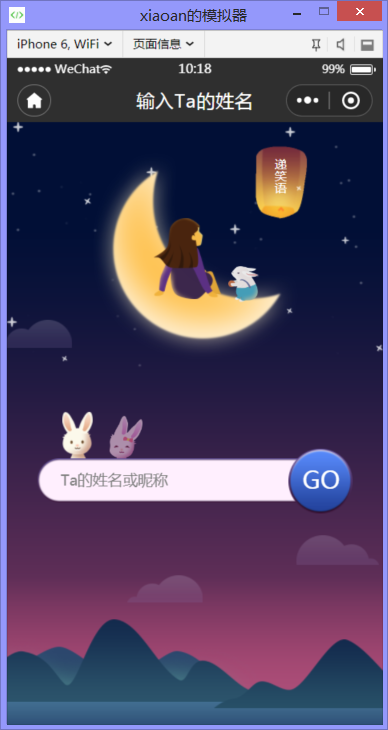 xiaoan的模拟器
iPhone 6, WiFi
页面信息
WeChat
10:18
99%
输入Ta的姓名
递笑语
Ta的姓名或昵称
GO